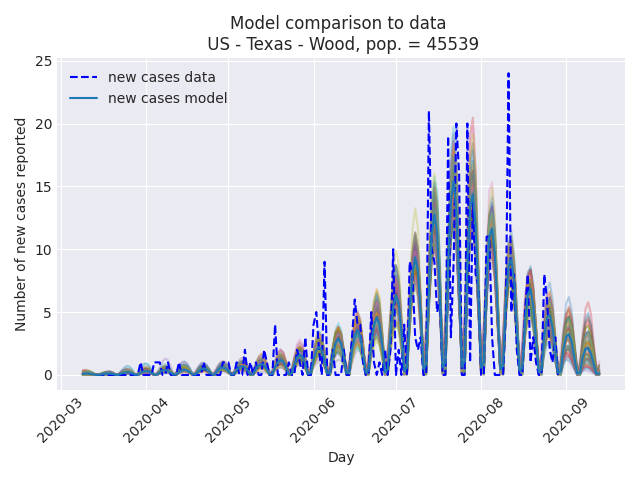 Model comparison to data
US - Texas - Wood, pop. = 45539
new cases data
new cases model
Number of new cases reported
25
20
15
10
5
0
2020-03
2020-04
2020-05
2020-06
2020-07
2020-08
2020-09
Day